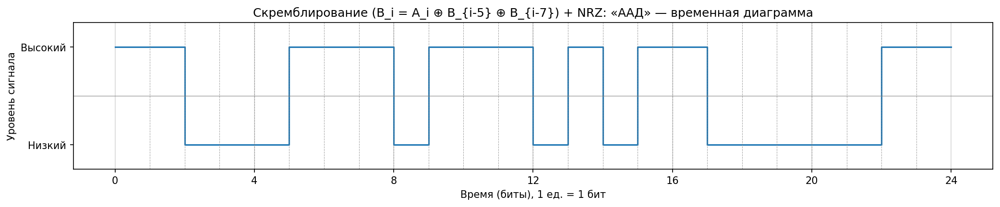 Скремблирование (B_i = A_i ⊕ B_{i-5} ⊕ B_{i-7}) + NRZ: «ААД» — временная диаграмма
Уровень сигнала
Высокий
Низкий
0 4 8 12 16 20 24
Время (биты), 1 ед. = 1 бит